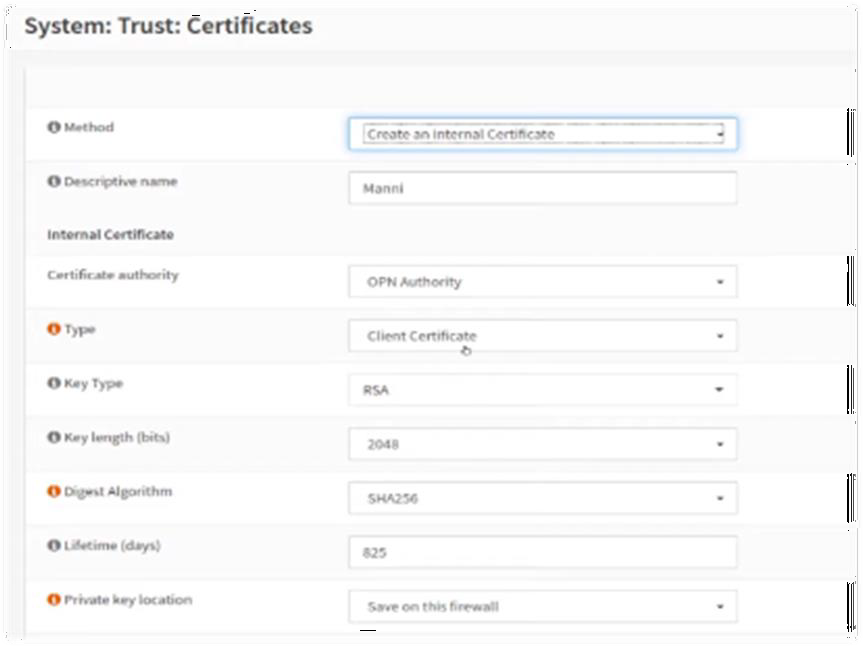 System: Trust: Certificates
Method
Create an internal Certificate
Descriptive name
Manni
Internal Certificate
Certificate authority
OPN Authority
Type
Client Certificate
Key Type
RSA
Key length (bits)
2048
Digest Algorithm
SHA256
Lifetime (days)
825
Private key location
Save on this firewall